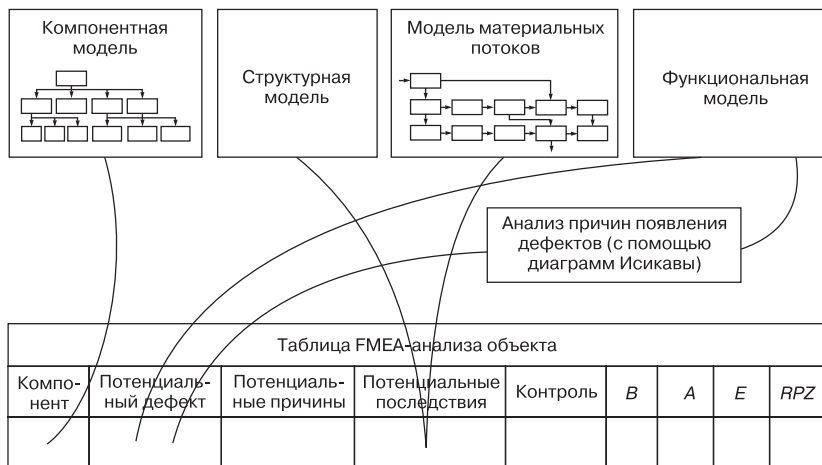 Компонентная
модель
Структурная
модель
Модель материальных
потоков
Функциональная
модель
Анализ причин появления
дефектов (с помощью
диаграмм Исикавы)
Таблица FMEA-анализа объекта
Компо-
нент
Потенциаль-
ный дефект
Потенциаль-
ные причины
Потенциальные
последствия
Контроль
B
A
E
RPZ